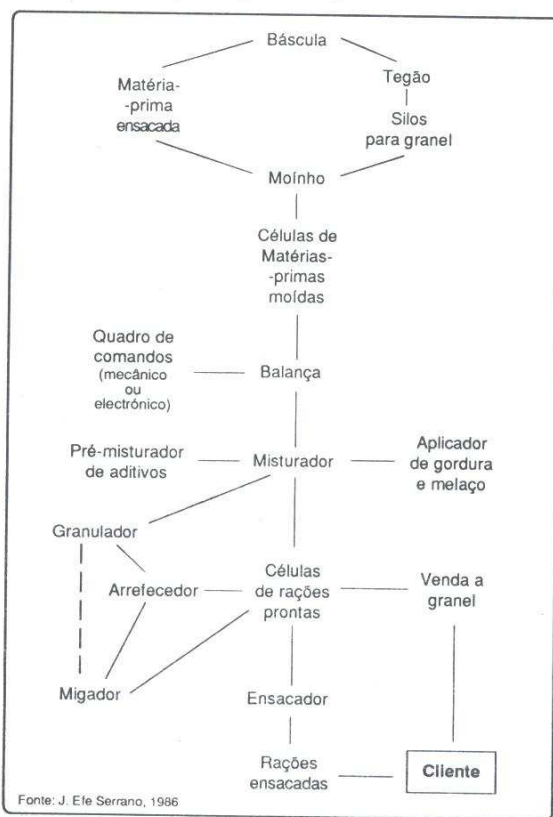 Báscula
Matéria-
-prima
ensacada
Tegão
Silos
para granel
Moínho
Células de
Matérias-
-primas
moídas
Quadro de
comandos
(mecânico
ou
electrónico)
Balança
Pré-misturador
de aditivos
Misturador
Aplicador
de gordura
e melaço
Granulador
Arrefecedor
Células
de rações
prontas
Venda a
granel
Migador
Ensacador
Rações
ensacadas
Cliente
Fonte: J. Efe Serrano, 1986